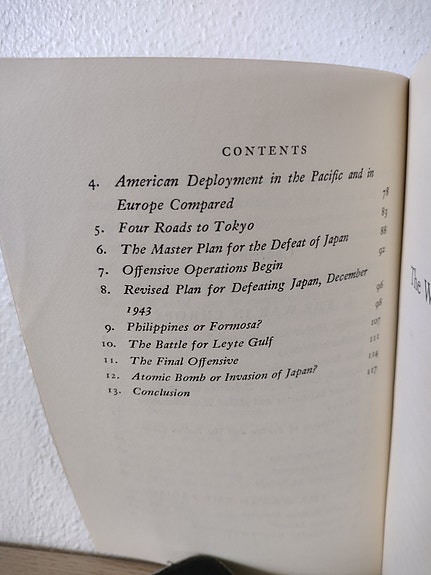 CONTENTS
4. American Deployment in the Pacific and in
Europe Compared 78
5. Four Roads to Tokyo 83
6. The Master Plan for the Defeat of Japan 88
7. Offensive Operations Begin 92
8. Revised Plan for Defeating Japan, December
1943 96
9. Philippines or Formosa? 98
10. The Battle for Leyte Gulf 107
11. The Final Offensive 111
12. Atomic Bomb or Invasion of Japan? 114
13. Conclusion 117
The W